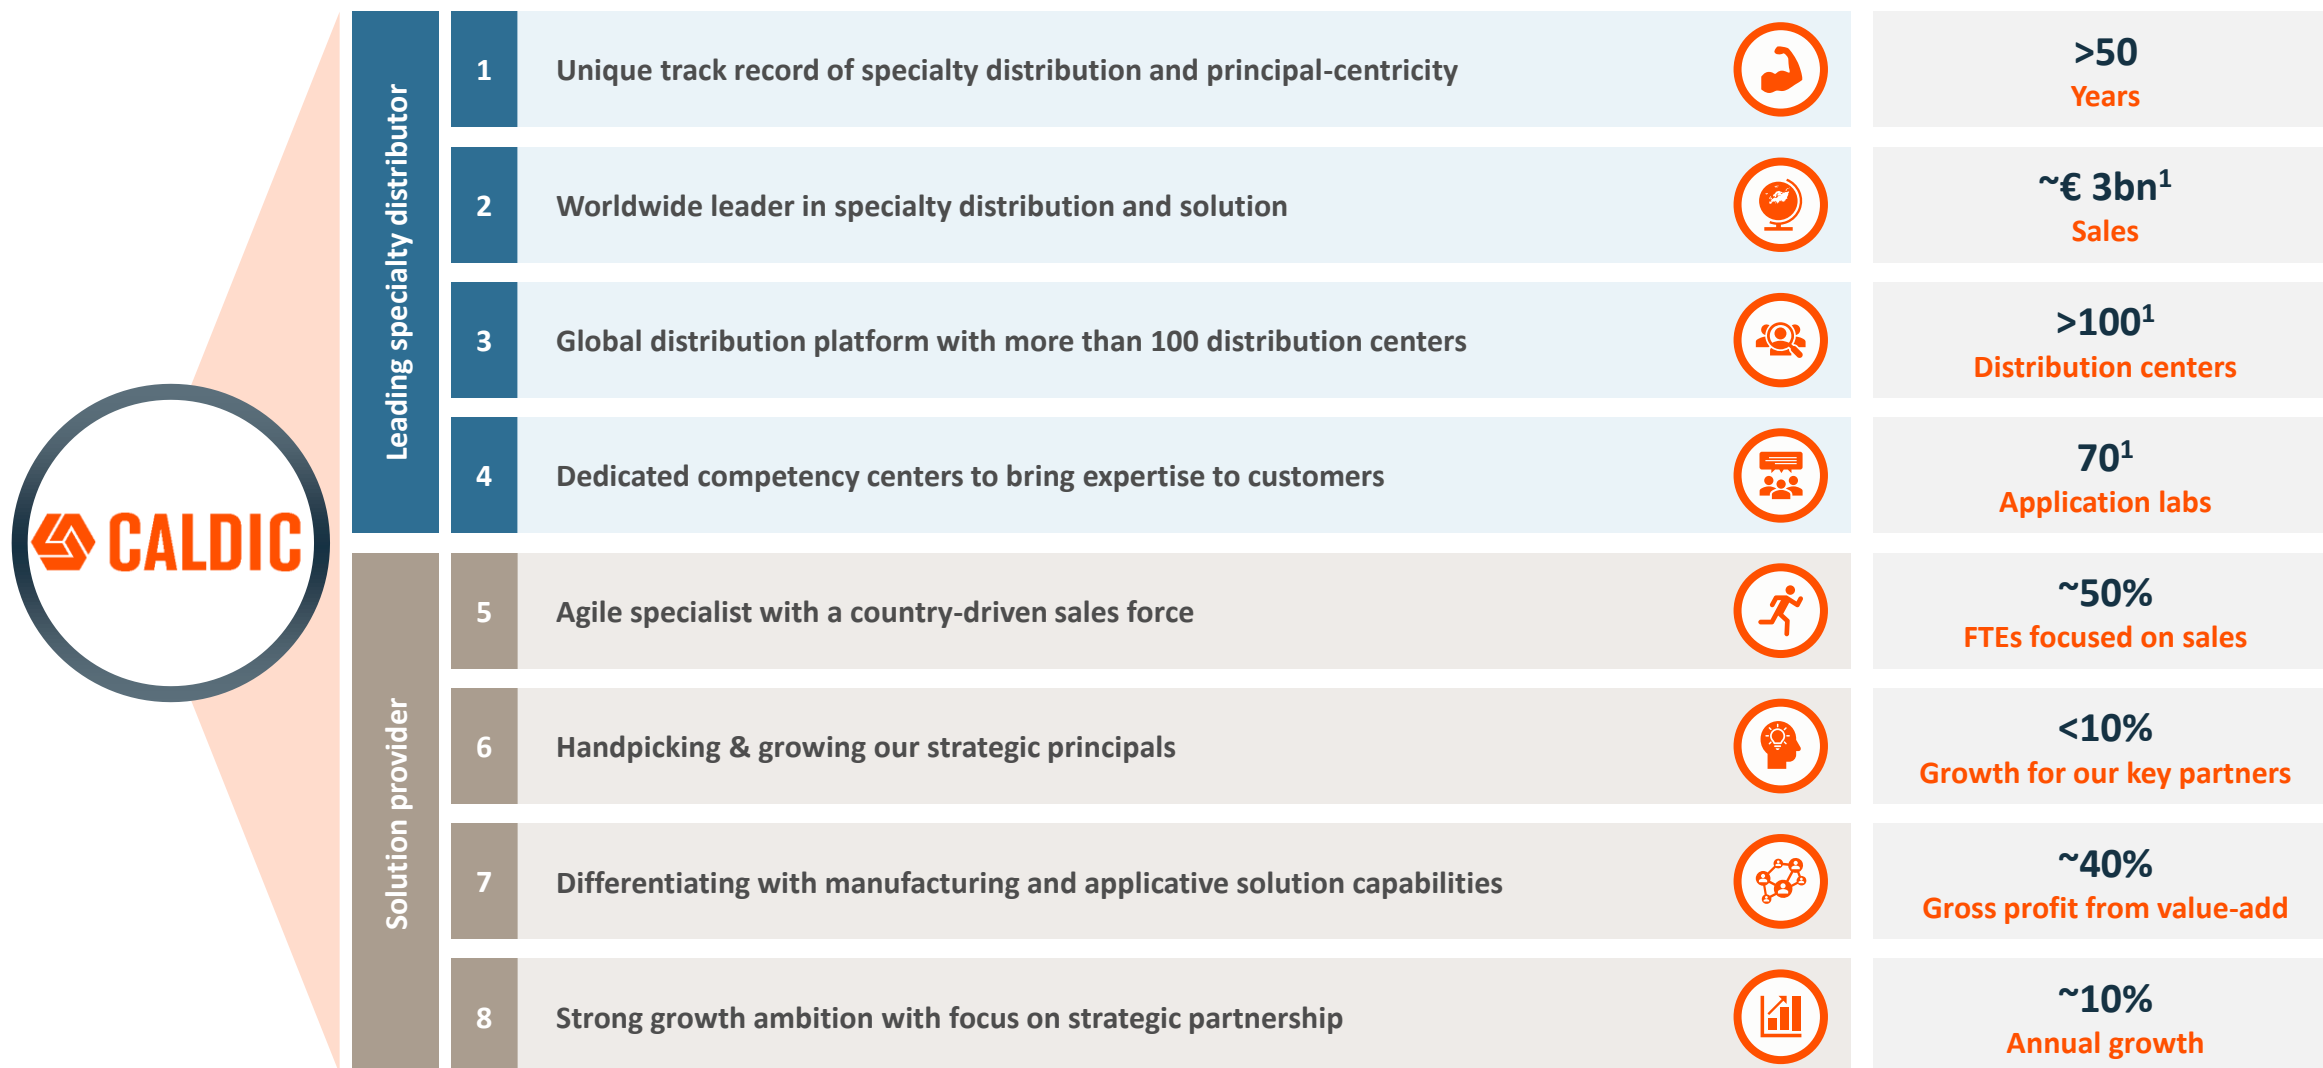 CALDIC
Leading specialty distributor
1
Unique track record of specialty distribution and principal-centricity
>50
Years
2
Worldwide leader in specialty distribution and solution
~€ 3bn¹
Sales
3
Global distribution platform with more than 100 distribution centers
>100¹
Distribution centers
4
Dedicated competency centers to bring expertise to customers
70¹
Application labs
Solution provider
5
Agile specialist with a country-driven sales force
~50%
FTEs focused on sales
6
Handpicking & growing our strategic principals
<10%
Growth for our key partners
7
Differentiating with manufacturing and applicative solution capabilities
~40%
Gross profit from value-add
8
Strong growth ambition with focus on strategic partnership
~10%
Annual growth